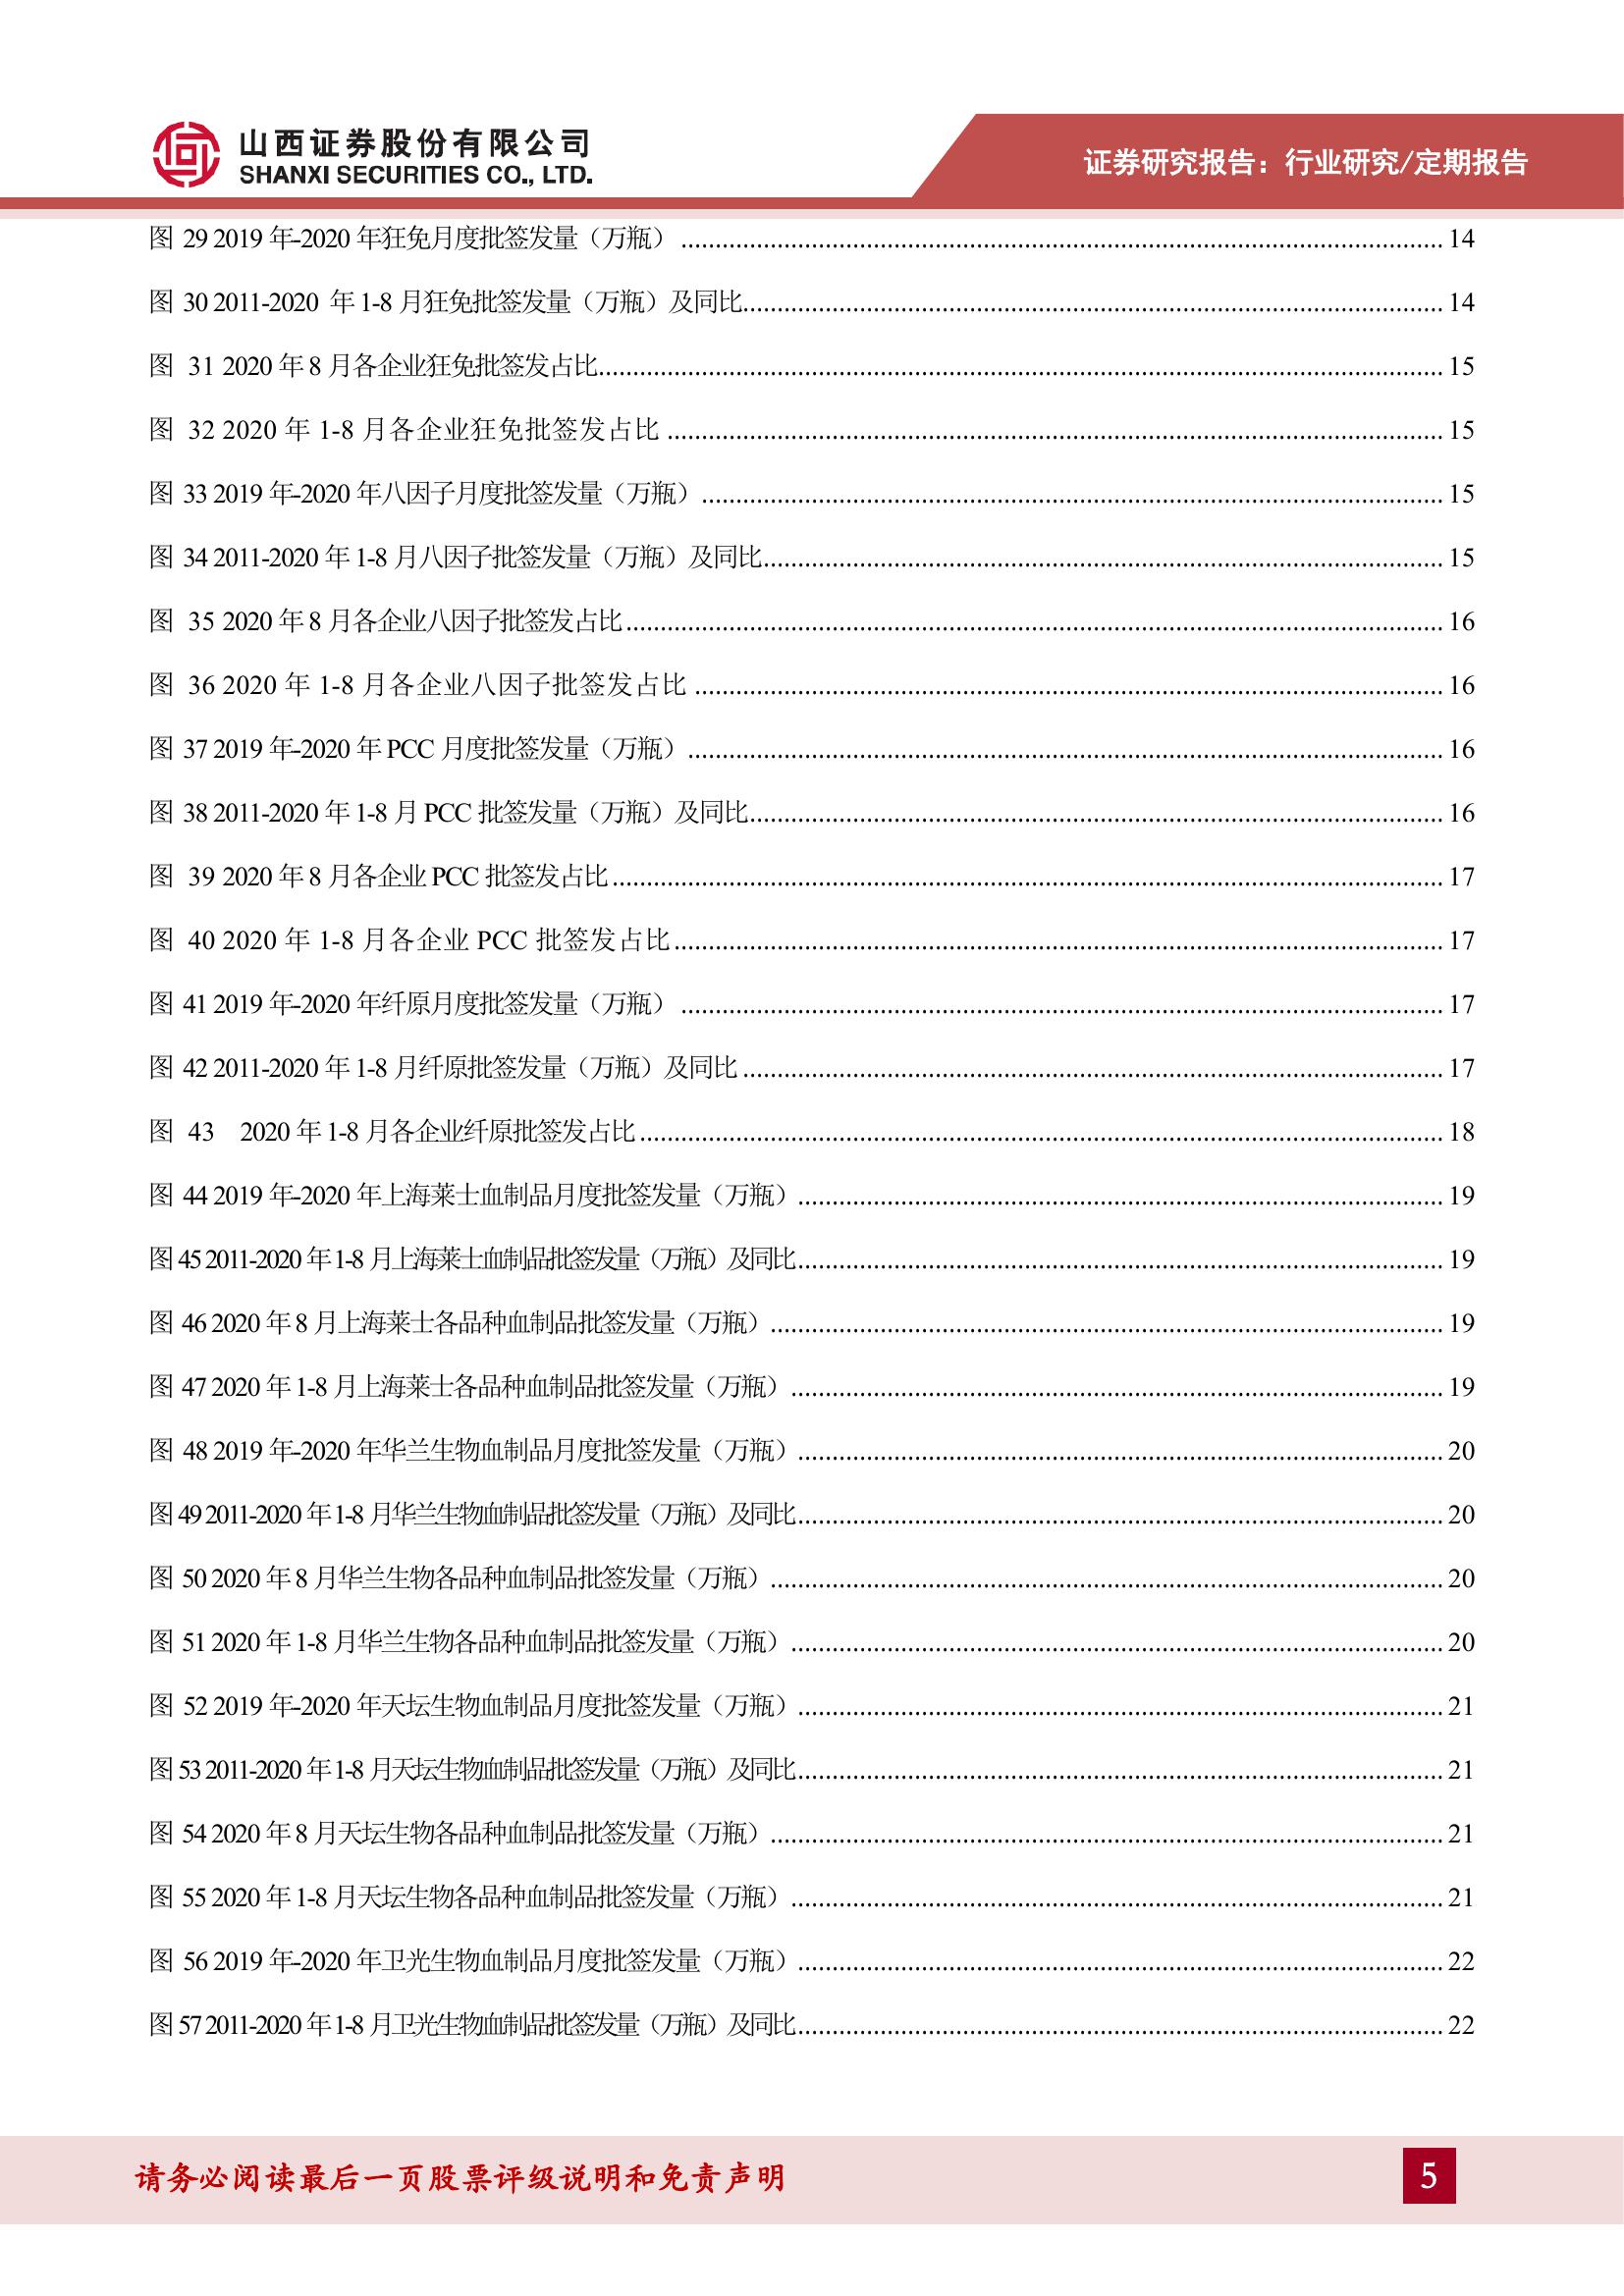 山西证券股份有限公司
SHANXI SECURITIES CO., LTD.
证券研究报告：行业研究/定期报告
图 29 2019 年-2020 年狂免月度批签发量（万瓶） ........ 14
图 30 2011-2020 年 1-8 月狂免批签发量（万瓶）及同比........ 14
图 31 2020 年 8 月各企业狂免批签发占比........ 15
图 32 2020 年 1-8 月各企业狂免批签发占比 ........ 15
图 33 2019 年-2020 年八因子月度批签发量（万瓶）........ 15
图 34 2011-2020 年 1-8 月八因子批签发量（万瓶）及同比........ 15
图 35 2020 年 8 月各企业八因子批签发占比........ 16
图 36 2020 年 1-8 月各企业八因子批签发占比 ........ 16
图 37 2019 年-2020 年 PCC 月度批签发量（万瓶）........ 16
图 38 2011-2020 年 1-8 月 PCC 批签发量（万瓶）及同比........ 16
图 39 2020 年 8 月各企业 PCC 批签发占比........ 17
图 40 2020 年 1-8 月各企业 PCC 批签发占比........ 17
图 41 2019 年-2020 年纤原月度批签发量（万瓶） ........ 17
图 42 2011-2020 年 1-8 月纤原批签发量（万瓶）及同比 ........ 17
图 43 2020 年 1-8 月各企业纤原批签发占比........ 18
图 44 2019 年-2020 年上海莱士血制品月度批签发量（万瓶）........ 19
图 45 2011-2020 年 1-8 月上海莱士血制品批签发量（万瓶）及同比........ 19
图 46 2020 年 8 月上海莱士各品种血制品批签发量（万瓶）........ 19
图 47 2020 年 1-8 月上海莱士各品种血制品批签发量（万瓶）........ 19
图 48 2019 年-2020 年华兰生物血制品月度批签发量（万瓶）........ 20
图 49 2011-2020 年 1-8 月华兰生物血制品批签发量（万瓶）及同比........ 20
图 50 2020 年 8 月华兰生物各品种血制品批签发量（万瓶）........ 20
图 51 2020 年 1-8 月华兰生物各品种血制品批签发量（万瓶）........ 20
图 52 2019 年-2020 年天坛生物血制品月度批签发量（万瓶）........ 21
图 53 2011-2020 年 1-8 月天坛生物血制品批签发量（万瓶）及同比........ 21
图 54 2020 年 8 月天坛生物各品种血制品批签发量（万瓶）........ 21
图 55 2020 年 1-8 月天坛生物各品种血制品批签发量（万瓶）........ 21
图 56 2019 年-2020 年卫光生物血制品月度批签发量（万瓶）........ 22
图 57 2011-2020 年 1-8 月卫光生物血制品批签发量（万瓶）及同比........ 22
请务必阅读最后一页股票评级说明和免责声明
5